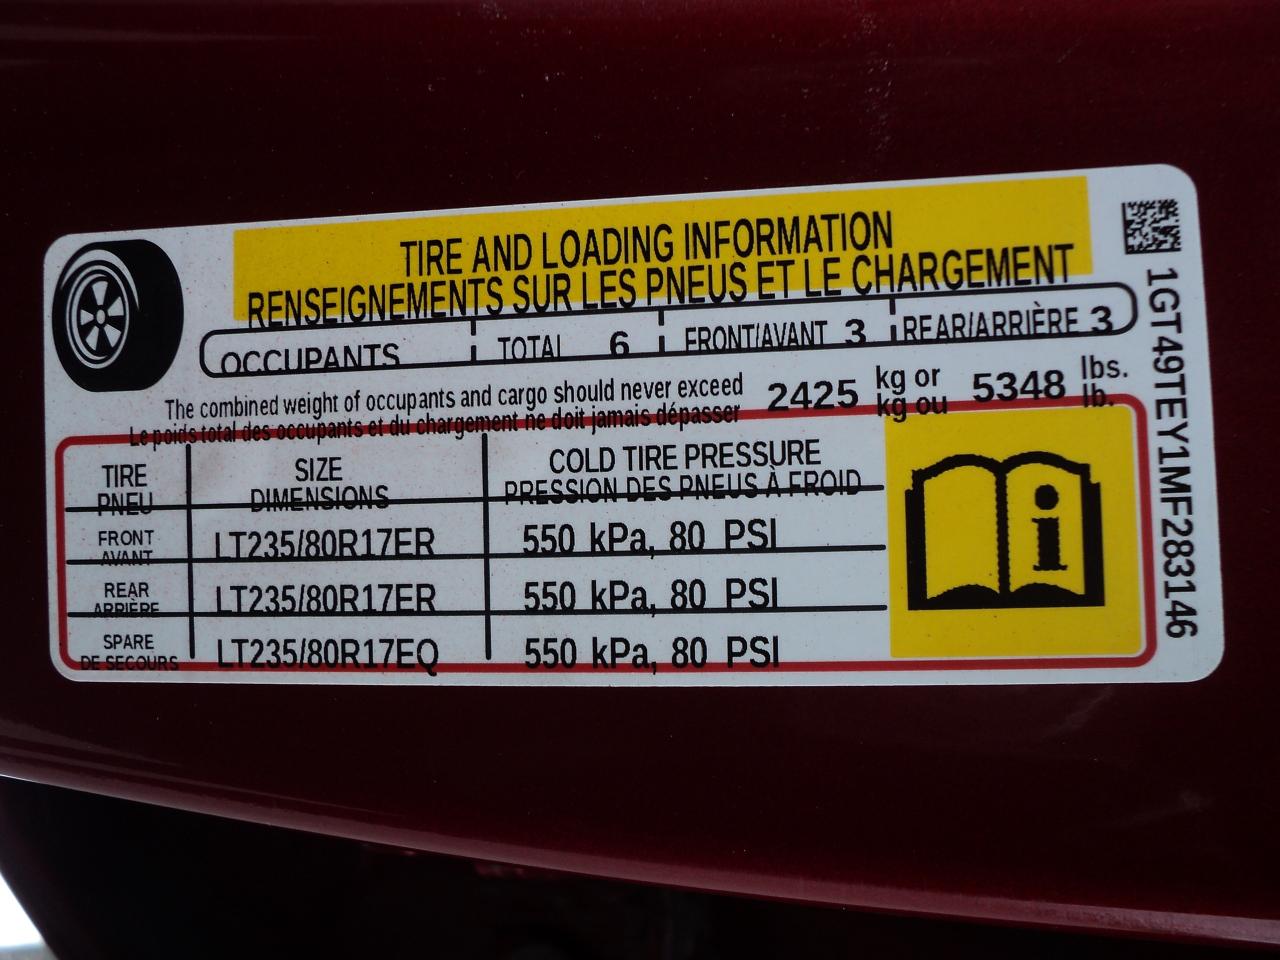 TIRE AND LOADING INFORMATION
RENSEIGNEMENTS SUR LES PNEUS ET LE CHARGEMENT
OCCUPANTS TOTAL 6 FRONT/AVANT 3 REAR/ARRIÈRE 3
The combined weight of occupants and cargo should never exceed 2425 kg or 5348 lbs.
Le poids total des occupants et du chargement ne doit jamais dépasser kg ou lb.
TIRE SIZE COLD TIRE PRESSURE
PNEU DIMENSIONS PRESSION DES PNEUS À FROID
FRONT LT235/80R17ER 550 kPa, 80 PSI
AVANT
REAR LT235/80R17ER 550 kPa, 80 PSI
ARRIÈRE
SPARE LT235/80R17EQ 550 kPa, 80 PSI
DE SECOURS
1GT49TEY1MF283146